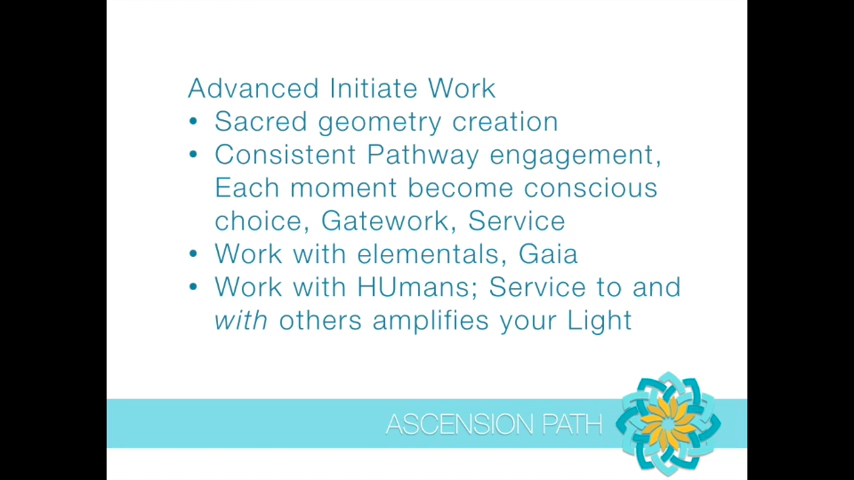 Advanced Initiate Work
• Sacred geometry creation
• Consistent Pathway engagement,
Each moment become conscious
choice, Gatework, Service
• Work with elementals, Gaia
• Work with HUmans; Service to and
with others amplifies your Light
ASCENSION PATH